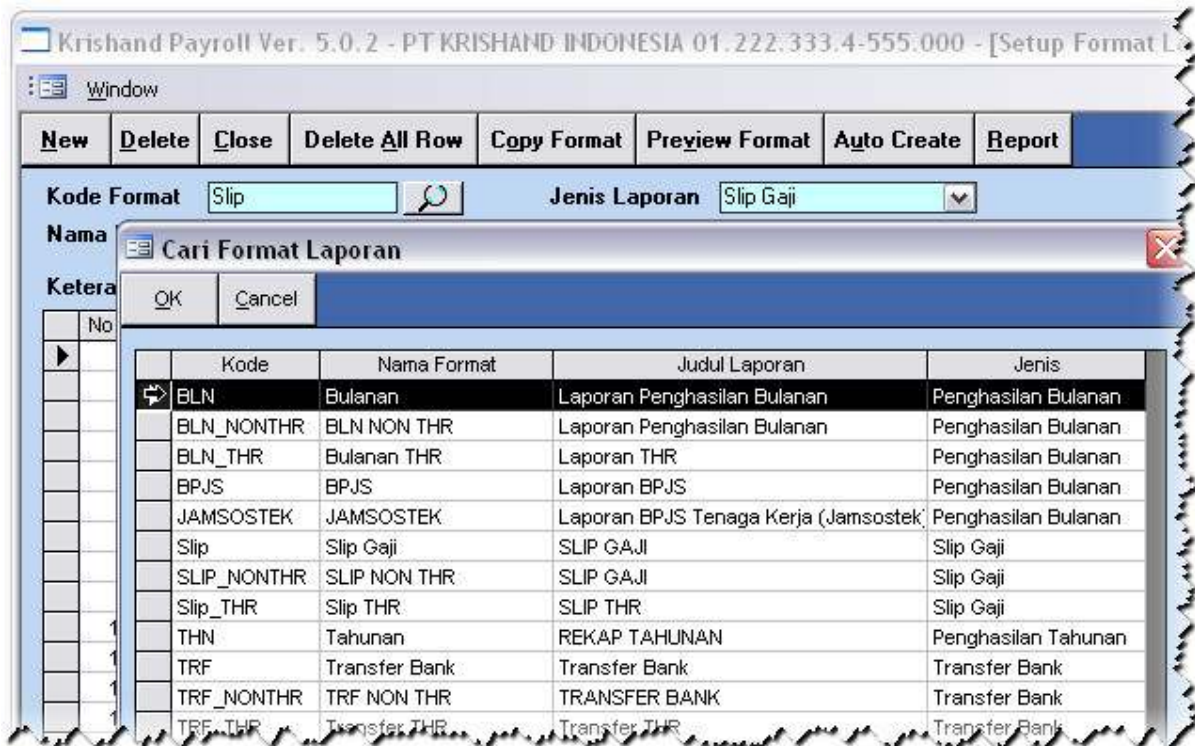 Krishand Payroll Ver. 5.0.2 - PT KRISHAND INDONESIA 01.222.333.4-555.000 - [Setup Format L
Window
New Delete Close Delete All Row Copy Format Preview Format Auto Create Report
Kode Format Slip Jenis Laporan Slip Gaji
Nama
Cari Format Laporan
Ketera
OK Cancel
No
Kode Nama Format Judul Laporan Jenis
BLN Bulanan Laporan Penghasilan Bulanan Penghasilan Bulanan
BLN_NONTHR BLN NON THR Laporan Penghasilan Bulanan Penghasilan Bulanan
BLN_THR Bulanan THR Laporan THR Penghasilan Bulanan
BPJS BPJS Laporan BPJS Penghasilan Bulanan
JAMSOSTEK JAMSOSTEK Laporan BPJS Tenaga Kerja (Jamsostek) Penghasilan Bulanan
Slip Slip Gaji SLIP GAJI Slip Gaji
SLIP_NONTHR SLIP NON THR SLIP GAJI Slip Gaji
Slip_THR Slip THR SLIP THR Slip Gaji
THN Tahunan REKAP TAHUNAN Penghasilan Tahunan
TRF Transfer Bank Transfer Bank Transfer Bank
TRF_NONTHR TRF NON THR TRANSFER BANK Transfer Bank
TRF_THR Transfer THR Transfer THR Transfer Bank